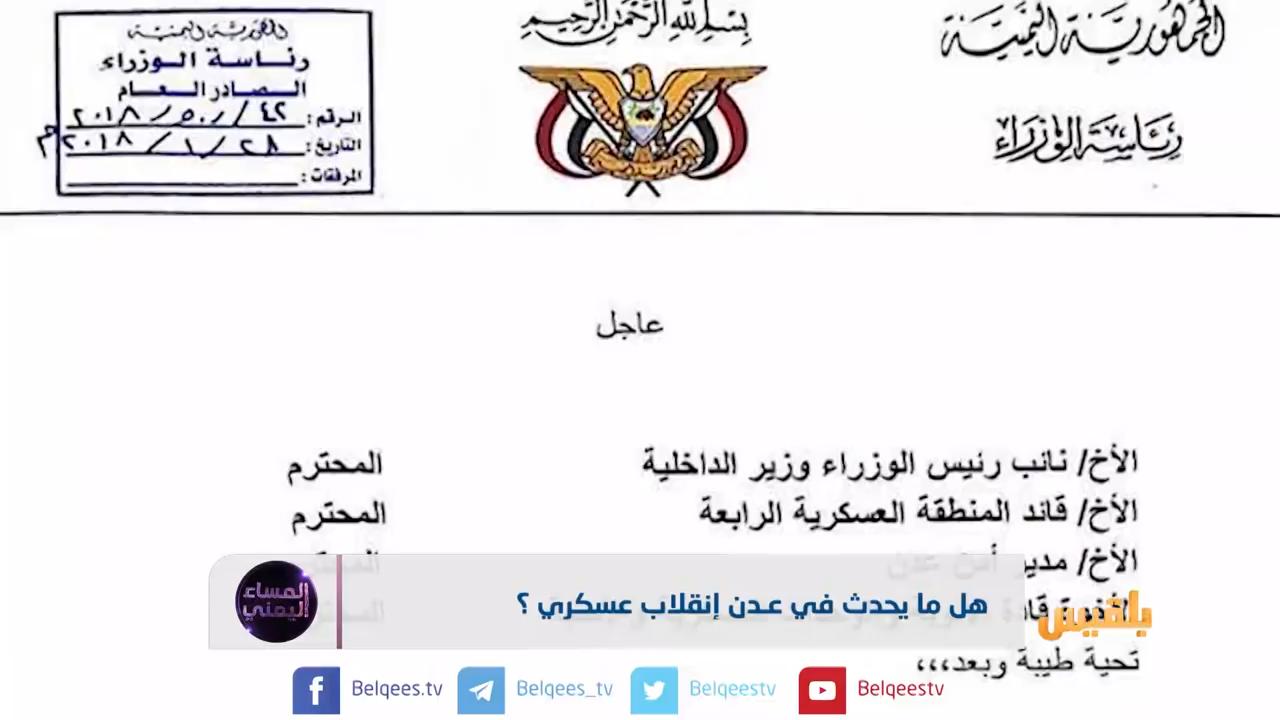 الجمهورية اليمنية
رئاسة الوزراء
بسم الله الرحمن الرحيم
الجمهورية اليمنية
رئاسة الوزراء
الصادر العام
الرقم: ٤٢ / ٥٠٠ / ٢٠١٨
التاريخ: ٢٨ / ١ / ٢٠١٨م
المرفقات:
عاجل
الأخ/ نائب رئيس الوزراء وزير الداخلية المحترم
الأخ/ قائد المنطقة العسكرية الرابعة المحترم
الأخ/ مدير أمن عدن المحترم
تحية طيبة وبعد،،،
هل ما يحدث في عدن إنقلاب عسكري ؟
المساء اليمني
بلقيس
Belqees.tv
Belqees_tv
Belqeestv
Belqeestv